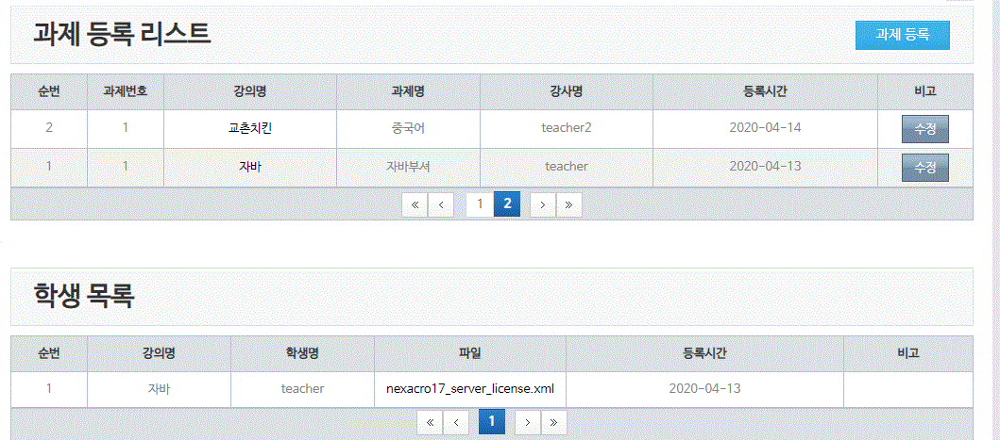 과제 등록 리스트
과제 등록
순번 과제번호 강의명 과제명 강사명 등록시간 비고
2 1 교촌치킨 중국어 teacher2 2020-04-14 수정
1 1 자바 자바부셔 teacher 2020-04-13 수정
« ‹ 1 2 › »
학생 목록
순번 강의명 학생명 파일 등록시간 비고
1 자바 teacher nexacro17_server_license.xml 2020-04-13
« ‹ 1 › »